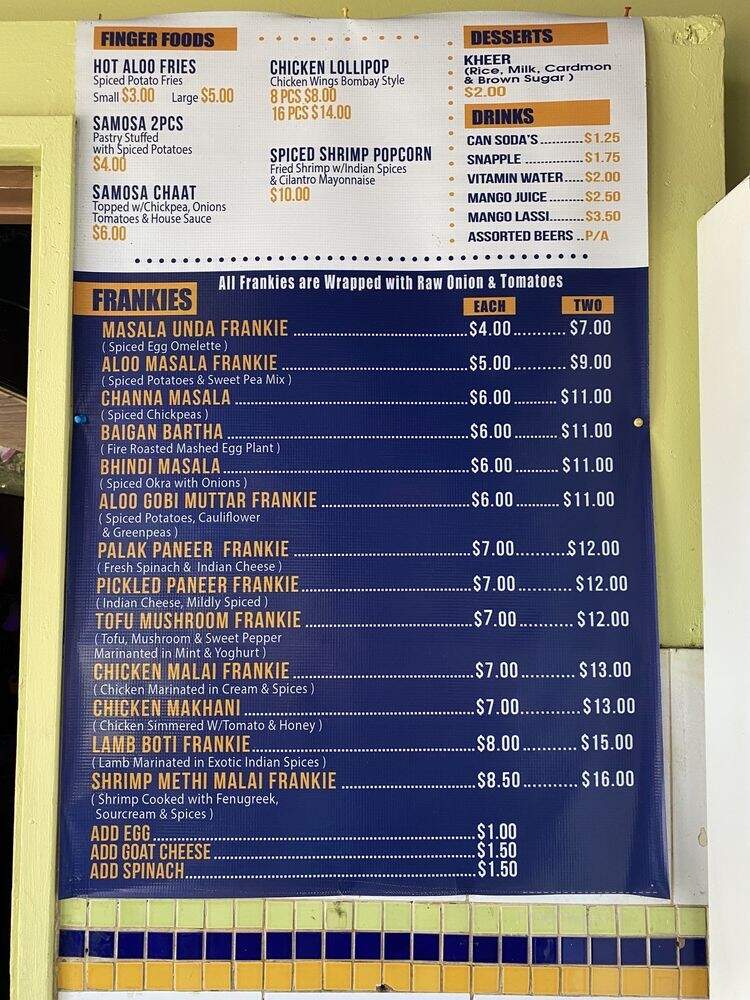 FINGER FOODS
HOT ALOO FRIES
Spiced Potato Fries
Small $3.00 Large $5.00
SAMOSA 2PCS
Pastry Stuffed
with Spiced Potatoes
$4.00
SAMOSA CHAAT
Topped w/Chickpea, Onions
Tomatoes & House Sauce
$6.00
CHICKEN LOLLIPOP
Chicken Wings Bombay Style
8 PCS $8.00
16 PCS $14.00
SPICED SHRIMP POPCORN
Fried Shrimp w/Indian Spices
& Cilantro Mayonnaise
$10.00
DESSERTS
KHEER
(Rice, Milk, Cardmon
& Brown Sugar )
$2.00
DRINKS
CAN SODA'S ...........$1.25
SNAPPLE ...............$1.75
VITAMIN WATER.....$2.00
MANGO JUICE .........$2.50
MANGO LASSI.........$3.50
ASSORTED BEERS ..P/A
All Frankies are Wrapped with Raw Onion & Tomatoes
FRANKIES EACH TWO
MASALA UNDA FRANKIE ........$4.00........... $7.00
( Spiced Egg Omelette )
ALOO MASALA FRANKIE ........$5.00........... $9.00
( Spiced Potatoes & Sweet Pea Mix )
CHANNA MASALA ........$6.00.......... $11.00
( Spiced Chickpeas )
BAIGAN BARTHA ........$6.00.......... $11.00
( Fire Roasted Mashed Egg Plant )
BHINDI MASALA........$6.00.......... $11.00
( Spiced Okra with Onions )
ALOO GOBI MUTTAR FRANKIE ........$6.00.......... $11.00
( Spiced Potatoes, Cauliflower
& Greenpeas )
PALAK PANEER FRANKIE ........$7.00..........$12.00
( Fresh Spinach & Indian Cheese )
PICKLED PANEER FRANKIE........$7.00........... $12.00
( Indian Cheese, Mildly Spiced )
TOFU MUSHROOM FRANKIE ........$7.00........... $12.00
( Tofu, Mushroom & Sweet Pepper
Marinanted in Mint & Yoghurt )
CHICKEN MALAI FRANKIE ........$7.00........... $13.00
( Chicken Marinated in Cream & Spices )
CHICKEN MAKHANI ........$7.00........... $13.00
( Chicken Simmered W/Tomato & Honey )
LAMB BOTI FRANKIE........$8.00........... $15.00
( Lamb Marinated in Exotic Indian Spices )
SHRIMP METHI MALAI FRANKIE ........$8.50........... $16.00
( Shrimp Cooked with Fenugreek,
Sourcream & Spices )
ADD EGG........$1.00
ADD GOAT CHEESE ........$1.50
ADD SPINACH........$1.50